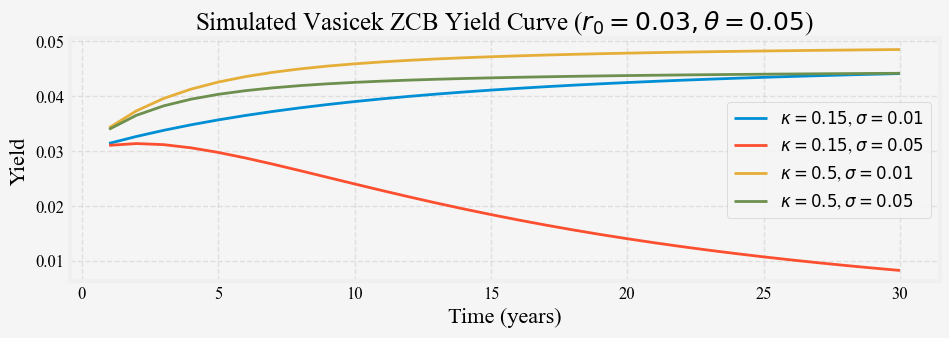 Simulated Vasicek ZCB Yield Curve (r₀ = 0.03, θ = 0.05)
0.05
0.04
0.03
0.02
0.01
Yield
κ = 0.15, σ = 0.01
κ = 0.15, σ = 0.05
κ = 0.5, σ = 0.01
κ = 0.5, σ = 0.05
0 5 10 15 20 25 30
Time (years)